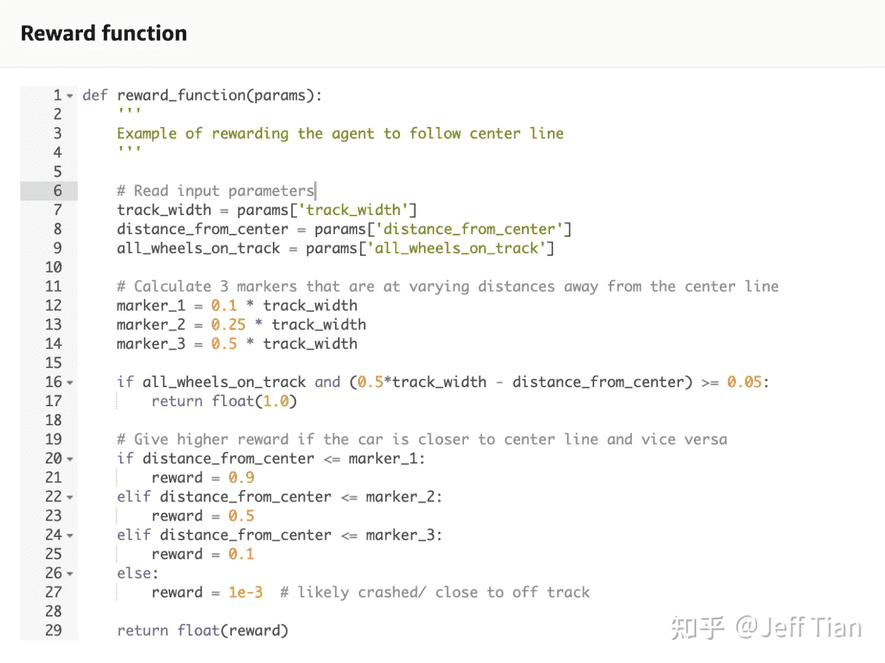 Reward function
1 def reward_function(params):
2     '''
3     Example of rewarding the agent to follow center line
4     '''
5
6     # Read input parameters
7     track_width = params['track_width']
8     distance_from_center = params['distance_from_center']
9     all_wheels_on_track = params['all_wheels_on_track']
10
11     # Calculate 3 markers that are at varying distances away from the center line
12     marker_1 = 0.1 * track_width
13     marker_2 = 0.25 * track_width
14     marker_3 = 0.5 * track_width
15
16     if all_wheels_on_track and (0.5*track_width - distance_from_center) >= 0.05:
17         return float(1.0)
18
19     # Give higher reward if the car is closer to center line and vice versa
20     if distance_from_center <= marker_1:
21         reward = 0.9
22     elif distance_from_center <= marker_2:
23         reward = 0.5
24     elif distance_from_center <= marker_3:
25         reward = 0.1
26     else:
27         reward = 1e-3  # likely crashed/ close to off track
28
29     return float(reward)
知乎 @Jeff Tian